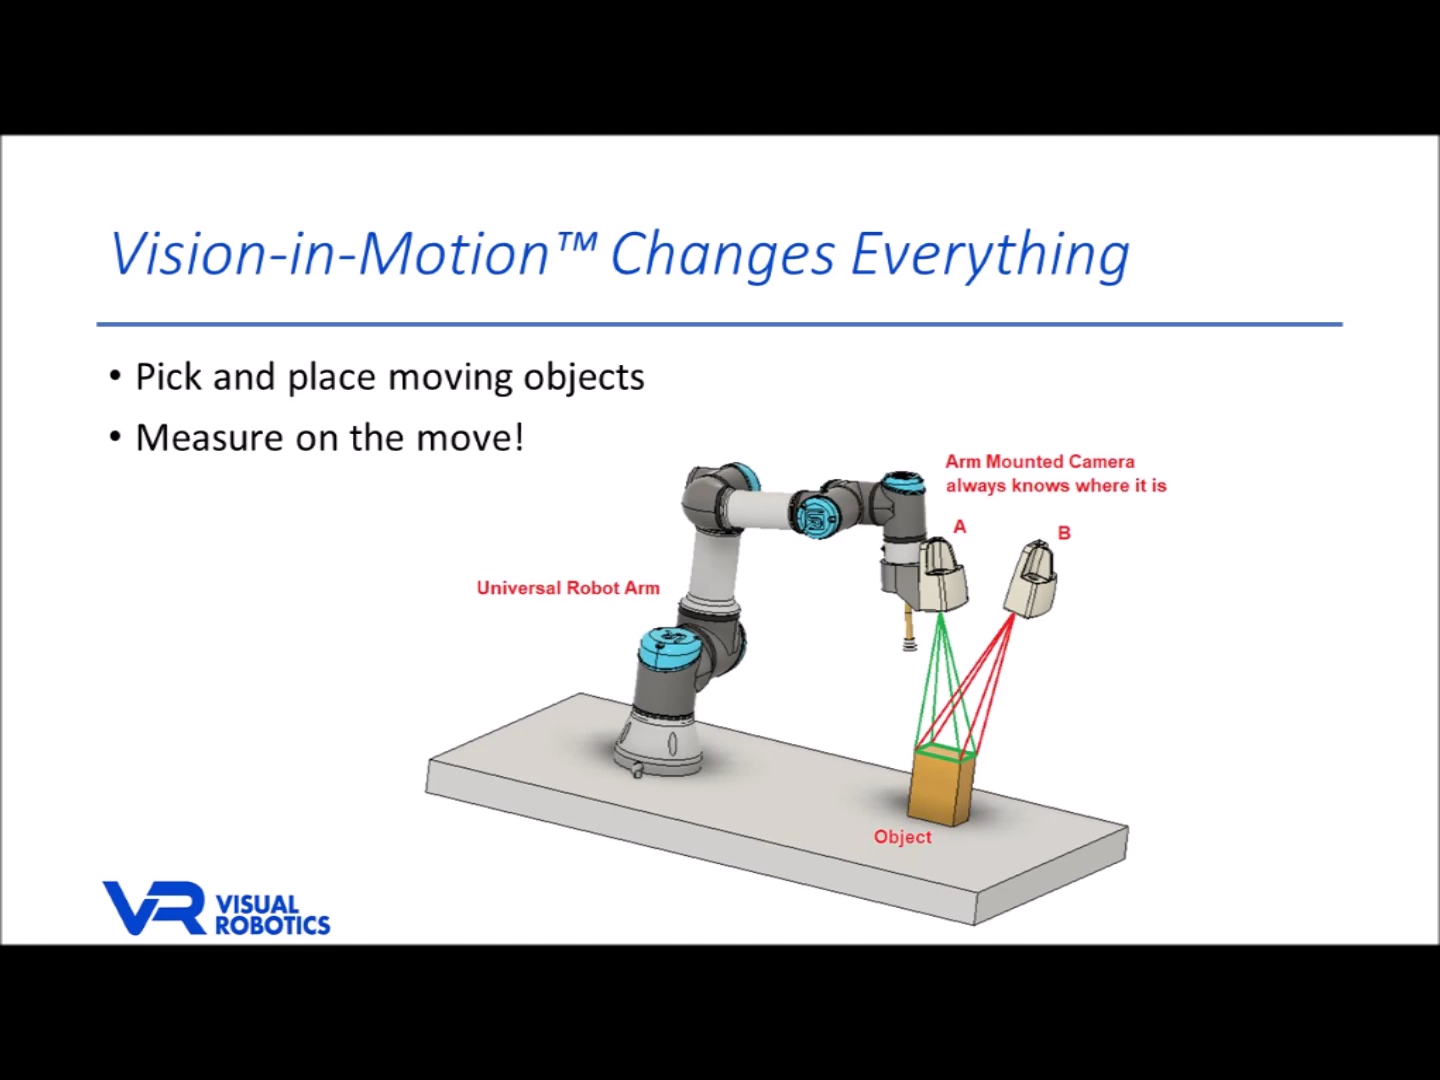 Vision-in-Motion™ Changes Everything
• Pick and place moving objects
• Measure on the move!
Arm Mounted Camera
always knows where it is
A
B
Universal Robot Arm
Object
VR VISUAL
ROBOTICS